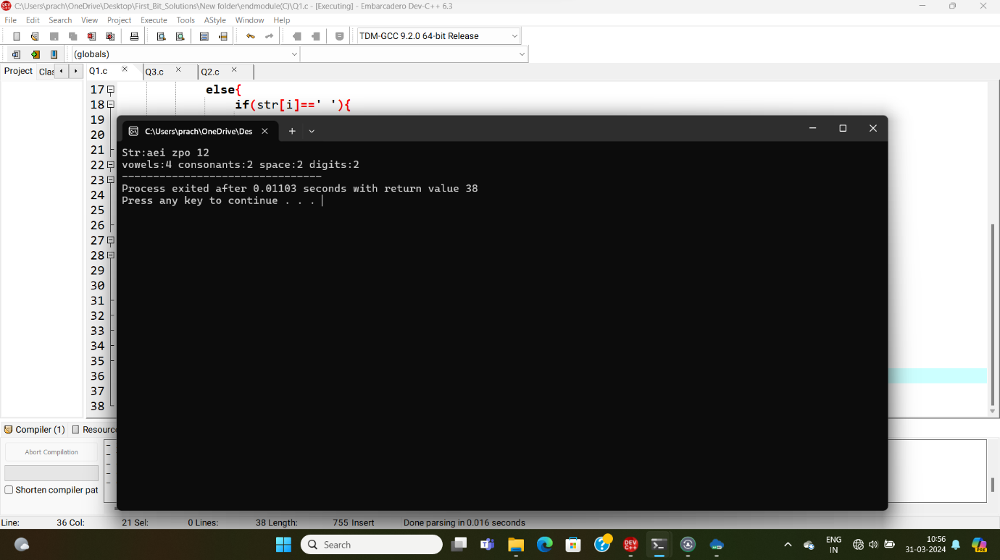 C:\Users\prach\OneDrive\Desktop\First_Bit_Solutions\New folder\endmodule(C)\Q1.c - [Executing] - Embarcadero Dev-C++ 6.3
File Edit Search View Project Execute Tools AStyle Window Help
TDM-GCC 9.2.0 64-bit Release
(globals)
Project Clas Q1.c Q3.c Q2.c
17 else{
18 if(str[i]==' '){
19
C:\Users\prach\OneDrive\Des
20
21
Str:aei zpo 12
22
vowels:4 consonants:2 space:2 digits:2
23
---------------------------------
Process exited after 0.01103 seconds with return value 38
24
Press any key to continue . . .
25
26
27
28
29
30
31
32
33
34
35
36
37
38
Compiler (1) Resourc
Abort Compilation
Shorten compiler pat
Line: 36 Col: 21 Sel: 0 Lines: 38 Length: 755 Insert Done parsing in 0.016 seconds
Search
DEV C++
ENG
IN
10:56
31-03-2024
PRE